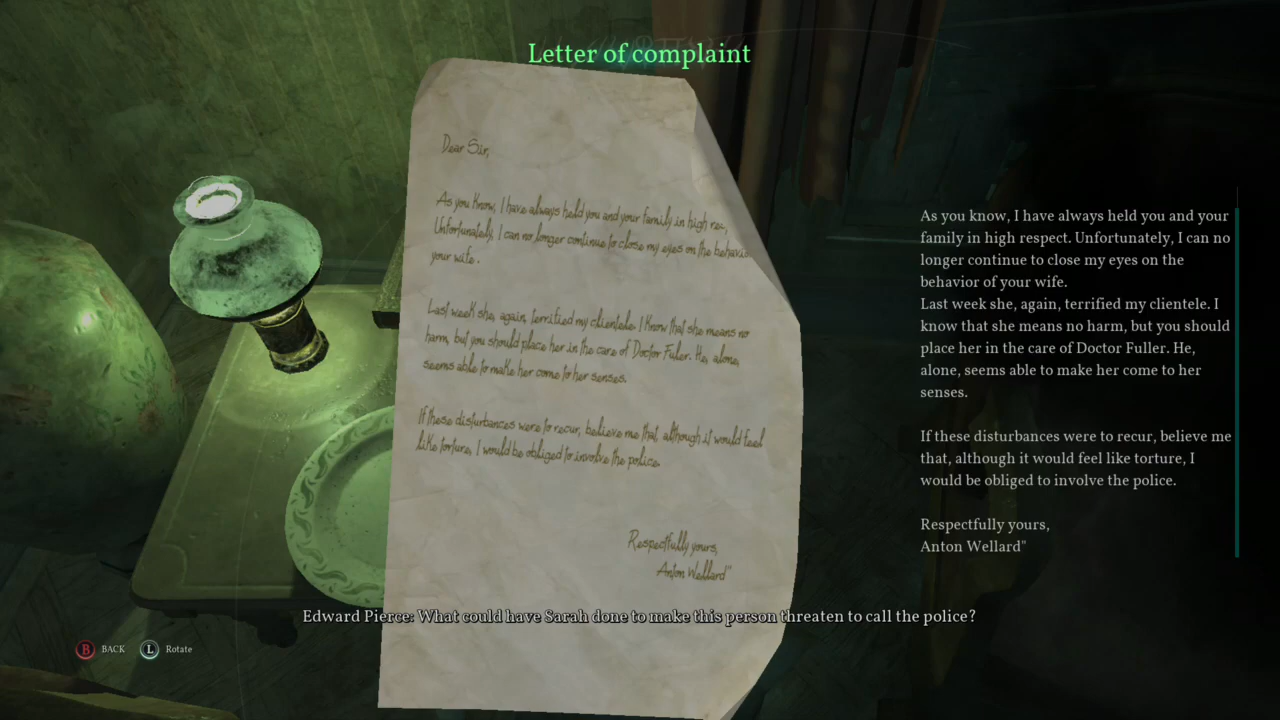 Letter of complaint
Dear Sir,
As you know, I have always held you and your family in high res
Unfortunately, I can no longer continue to close my eyes on the behavio
your wife.
Last week she, again, terrified my clientele. I know that she means no
harm, but you should place her in the care of Doctor Fuller. He, alone,
seems able to make her come to her senses.
If these disturbances were to recur, believe me that, although it would feel
like torture, I would be obliged to involve the police.
Respectfully yours,
Anton Wellard"
As you know, I have always held you and your
family in high respect. Unfortunately, I can no
longer continue to close my eyes on the
behavior of your wife.
Last week she, again, terrified my clientele. I
know that she means no harm, but you should
place her in the care of Doctor Fuller. He,
alone, seems able to make her come to her
senses.
If these disturbances were to recur, believe me
that, although it would feel like torture, I
would be obliged to involve the police.
Respectfully yours,
Anton Wellard"
Edward Pierce: What could have Sarah done to make this person threaten to call the police?
B BACK L Rotate